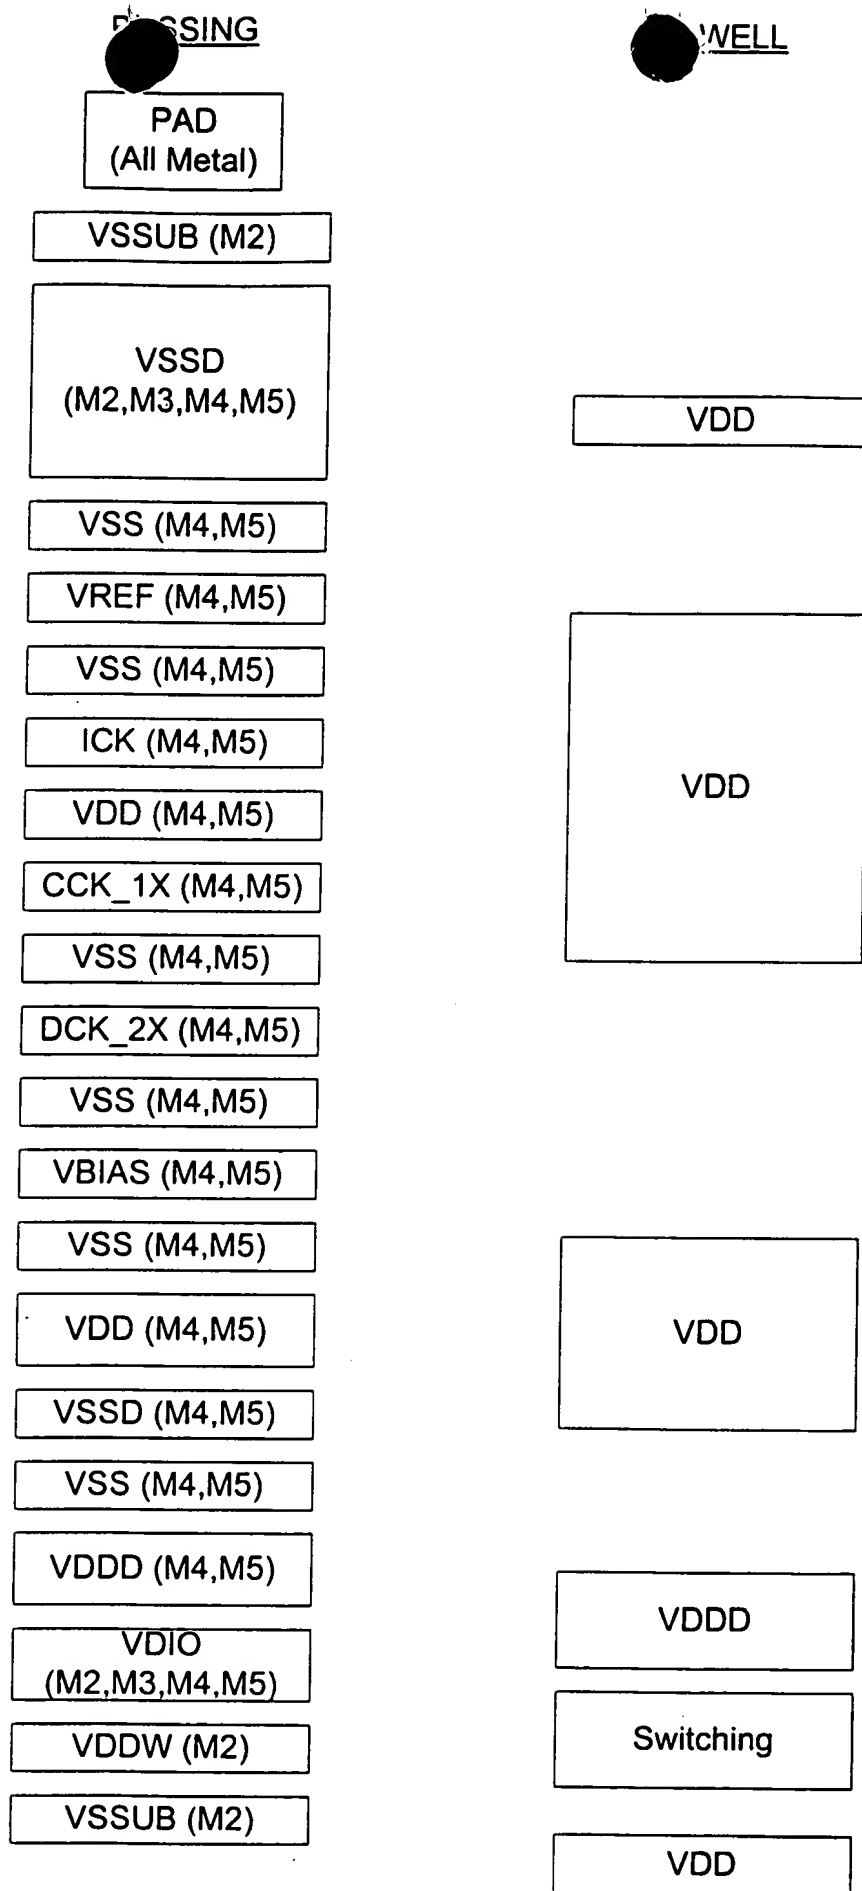 WELL
PAD
(All Metal)
VSSUB (M2)
VSSD
(M2,M3,M4,M5)
VSS (M4,M5)
VREF (M4,M5)
VSS (M4,M5)
ICK (M4,M5)
VDD (M4,M5)
CCK_1X (M4,M5)
VSS (M4,M5)
DCK_2X (M4,M5)
VSS (M4,M5)
VBIAS (M4,M5)
VSS (M4,M5)
VDD (M4,M5)
VSSD (M4,M5)
VSS (M4,M5)
VDDD (M4,M5)
VDIO
(M2,M3,M4,M5)
VDDW (M2)
VSSUB (M2)
VDD
VDD
VDD
VDDD
Switching
VDD